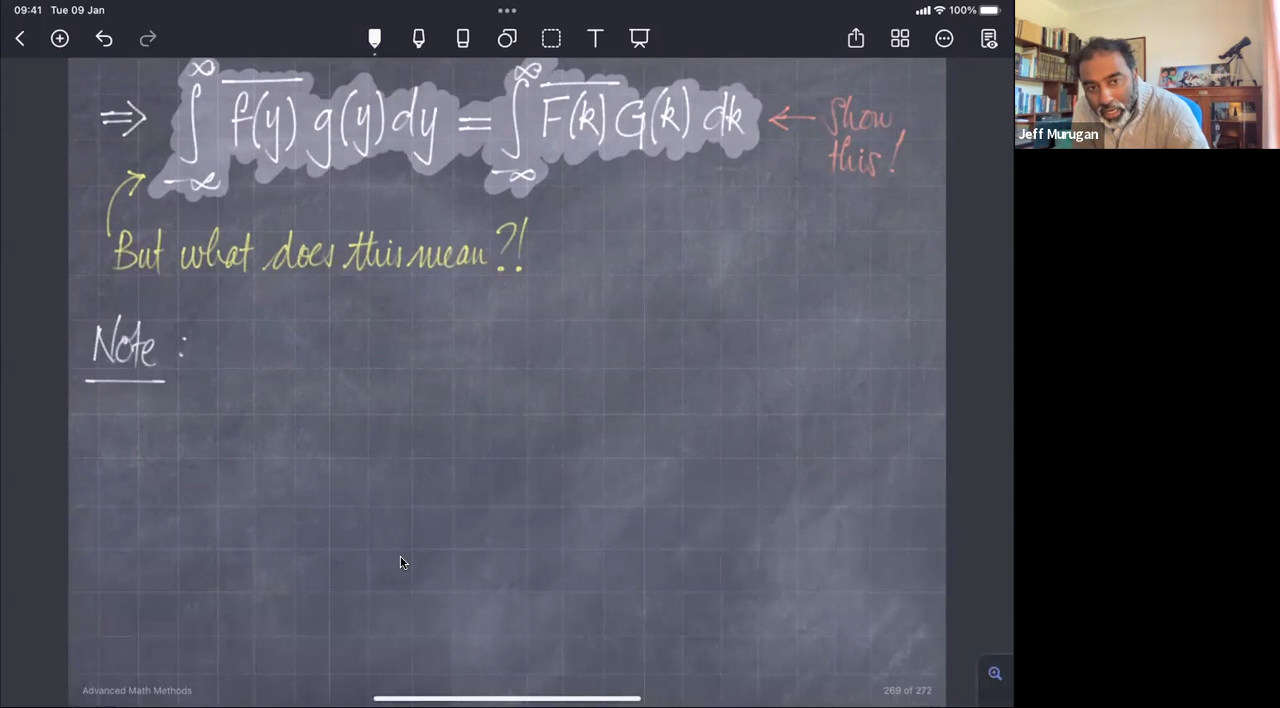 09:41 Tue 09 Jan
100%
⇒ ∫_{-∞}^{∞} \overline{f(y)} g(y) dy = ∫_{-∞}^{∞} \overline{F(k)} G(k) dk ← Show this!
But what does this mean?!
Note :
Advanced Math Methods
269 of 272
Jeff Murugan